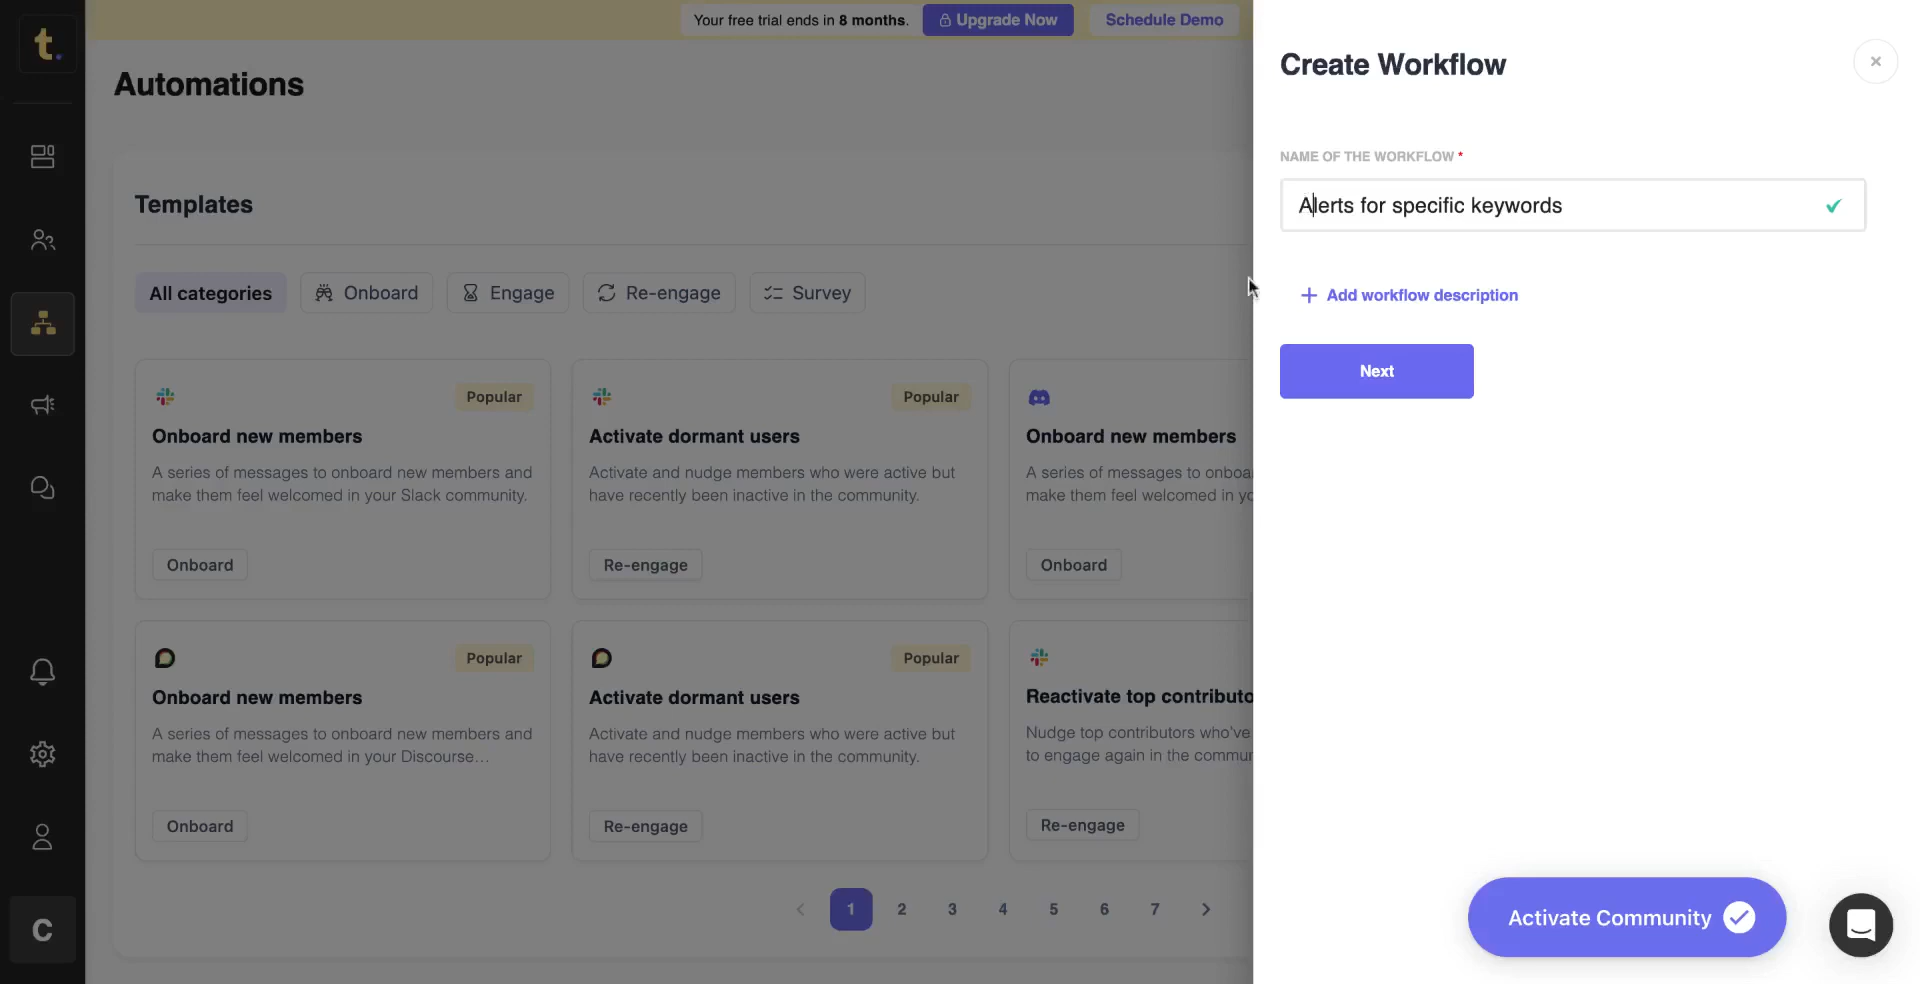 t.
Your free trial ends in 8 months.
Upgrade Now
Schedule Demo
Automations
Templates
All categories
Onboard
Engage
Re-engage
Survey
Popular
Onboard new members
A series of messages to onboard new members and
make them feel welcomed in your Slack community.
Onboard
Popular
Activate dormant users
Activate and nudge members who were active but
have recently been inactive in the community.
Re-engage
Onboard new members
A series of messages to onboa
make them feel welcomed in yo
Onboard
Popular
Onboard new members
A series of messages to onboard new members and
make them feel welcomed in your Discourse...
Onboard
Popular
Activate dormant users
Activate and nudge members who were active but
have recently been inactive in the community.
Re-engage
Reactivate top contributo
Nudge top contributors who've
to engage again in the commun
Re-engage
1 2 3 4 5 6 7
C
Create Workflow
NAME OF THE WORKFLOW *
Alerts for specific keywords
+ Add workflow description
Next
Activate Community